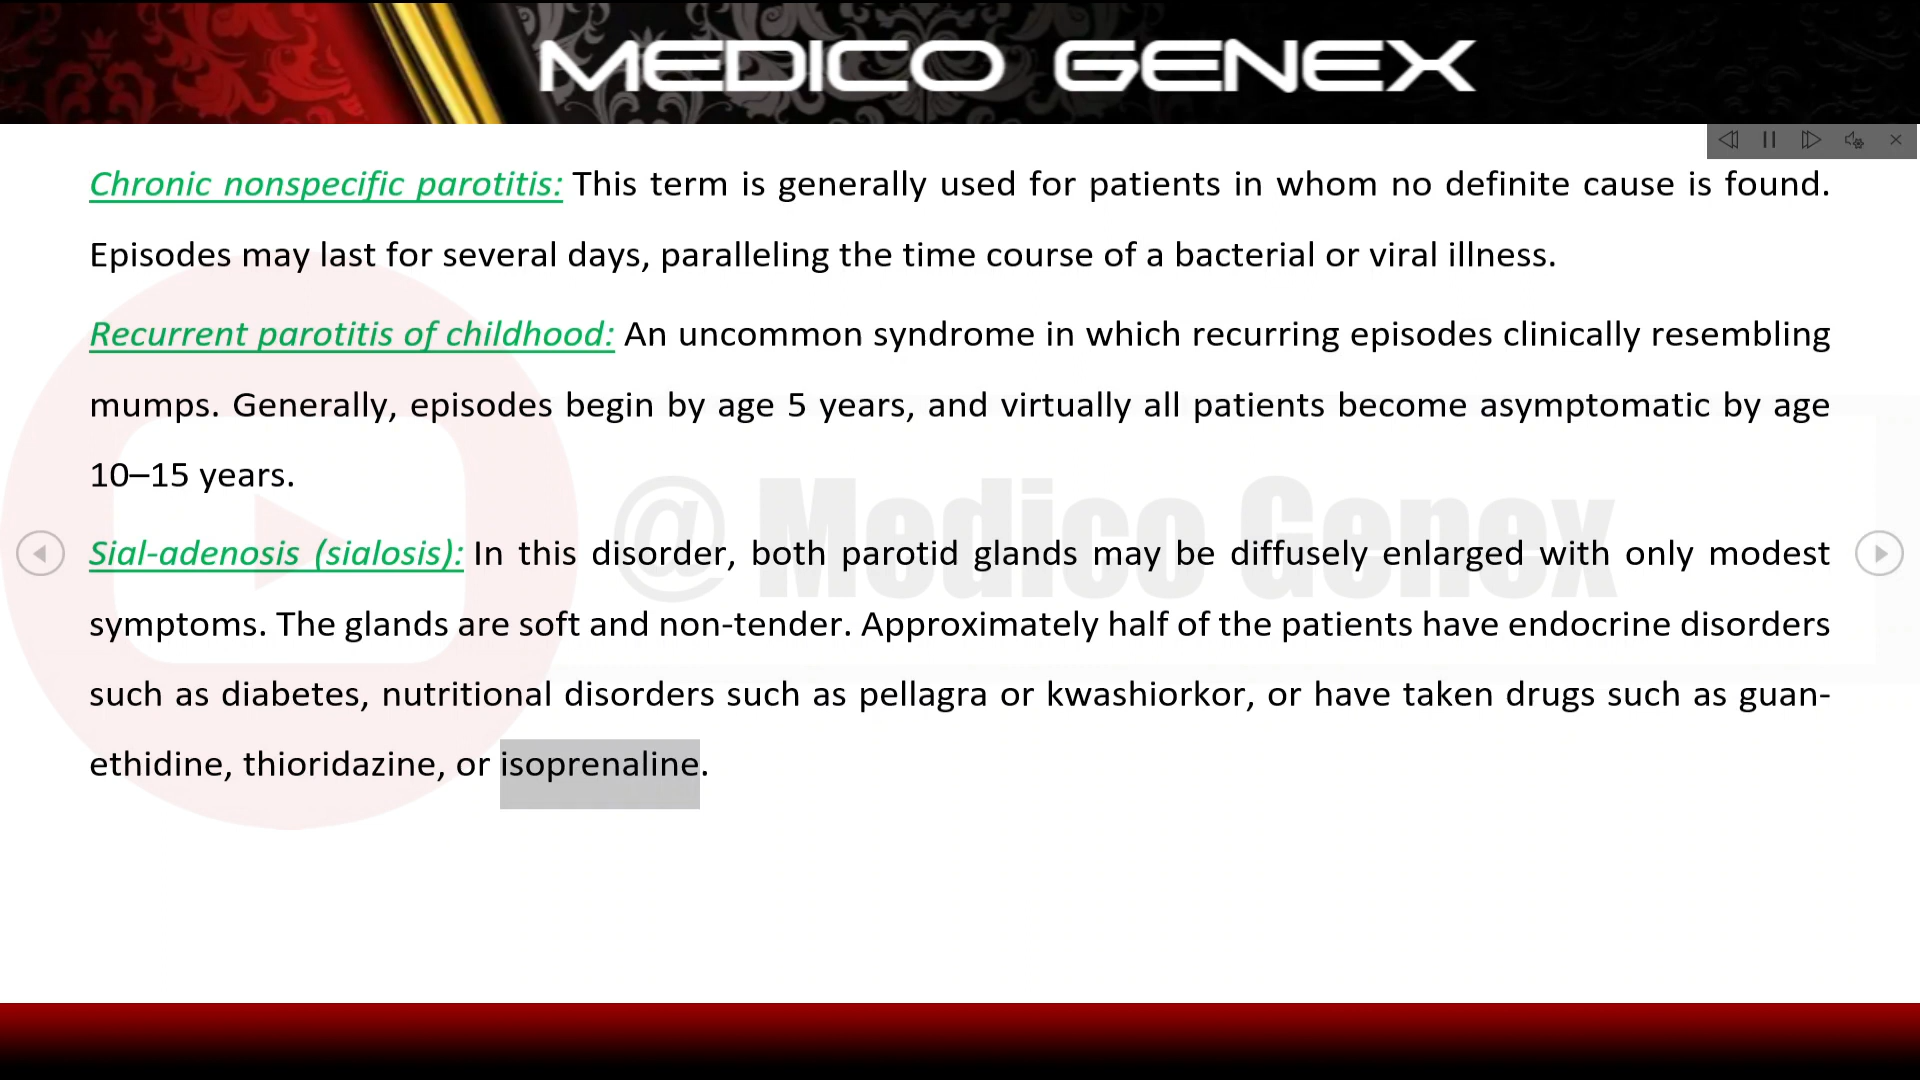 MEDICO GENEX
Chronic nonspecific parotitis: This term is generally used for patients in whom no definite cause is found.
Episodes may last for several days, paralleling the time course of a bacterial or viral illness.
Recurrent parotitis of childhood: An uncommon syndrome in which recurring episodes clinically resembling
mumps. Generally, episodes begin by age 5 years, and virtually all patients become asymptomatic by age
10–15 years.
@ Medico Genex
Sial-adenosis (sialosis): In this disorder, both parotid glands may be diffusely enlarged with only modest
symptoms. The glands are soft and non-tender. Approximately half of the patients have endocrine disorders
such as diabetes, nutritional disorders such as pellagra or kwashiorkor, or have taken drugs such as guan-
ethidine, thioridazine, or isoprenaline.